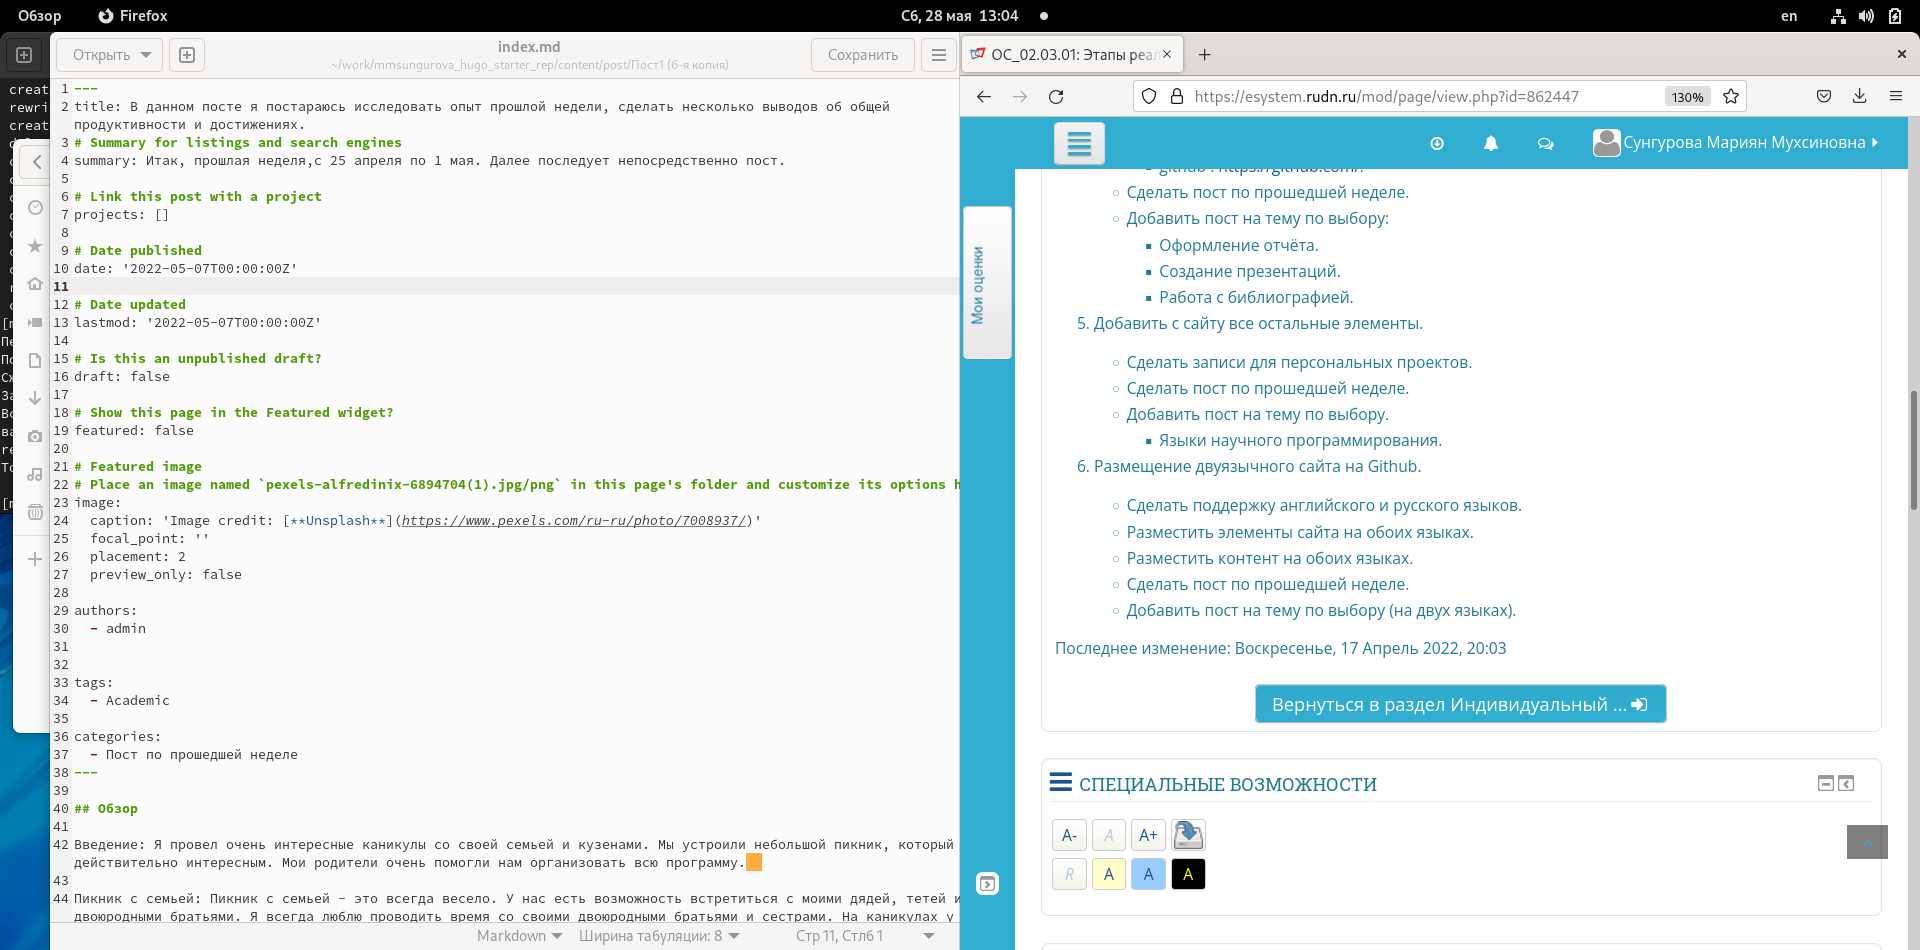 Обзор
Firefox
Сб, 28 мая 13:04
en
Открыть
index.md
~/work/mmsungurova_hugo_starter_rep/content/post/Пост1 (6-я копия)
Сохранить
1 ---
2 title: В данном посте я постараюсь исследовать опыт прошлой недели, сделать несколько выводов об общей
продуктивности и достижениях.
3 # Summary for listings and search engines
4 summary: Итак, прошлая неделя,с 25 апреля по 1 мая. Далее последует непосредственно пост.
5
6 # Link this post with a project
7 projects: []
8
9 # Date published
10 date: '2022-05-07T00:00:00Z'
11
12 # Date updated
13 lastmod: '2022-05-07T00:00:00Z'
14
15 # Is this an unpublished draft?
16 draft: false
17
18 # Show this page in the Featured widget?
19 featured: false
20
21 # Featured image
22 # Place an image named `pexels-alfredinix-6894704(1).jpg/png` in this page's folder and customize its options h
23 image:
24 caption: 'Image credit: [**Unsplash**](https://www.pexels.com/ru-ru/photo/7008937/)'
25 focal_point: ''
26 placement: 2
27 preview_only: false
28
29 authors:
30 - admin
31
32
33 tags:
34 - Academic
35
36 categories:
37 - Пост по прошедшей неделе
38 ---
39
40 ## Обзор
41
42 Введение: Я провел очень интересные каникулы со своей семьей и кузенами. Мы устроили небольшой пикник, который
действительно интересным. Мои родители очень помогли нам организовать всю программу.
43
44 Пикник с семьей: Пикник с семьей - это всегда весело. У нас есть возможность встретиться с моими дядей, тетей и
двоюродными братьями. Я всегда люблю проводить время со своими двоюродными братьями и сестрами. На каникулах у
Markdown
Ширина табуляции: 8
Стр 11, Стлб 1
ОС_02.03.01: Этапы реал
https://esystem.rudn.ru/mod/page/view.php?id=862447
130%
Сунгурова Мариян Мухсиновна
Мои оценки
github : https://github.com/.
Сделать пост по прошедшей неделе.
Добавить пост на тему по выбору:
Оформление отчёта.
Создание презентаций.
Работа с библиографией.
5. Добавить с сайту все остальные элементы.
Сделать записи для персональных проектов.
Сделать пост по прошедшей неделе.
Добавить пост на тему по выбору.
Языки научного программирования.
6. Размещение двуязычного сайта на Github.
Сделать поддержку английского и русского языков.
Разместить элементы сайта на обоих языках.
Разместить контент на обоих языках.
Сделать пост по прошедшей неделе.
Добавить пост на тему по выбору (на двух языках).
Последнее изменение: Воскресенье, 17 Апрель 2022, 20:03
Вернуться в раздел Индивидуальный ...
СПЕЦИАЛЬНЫЕ ВОЗМОЖНОСТИ
A- A A+
R A A A